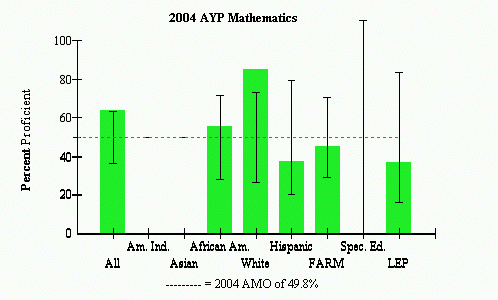 2004 AYP Mathematics
Percent Proficient
100
80
60
40
20
0
Am. Ind. African Am. Hispanic Spec. Ed.
All Asian White FARM LEP
--------- = 2004 AMO of 49.8%